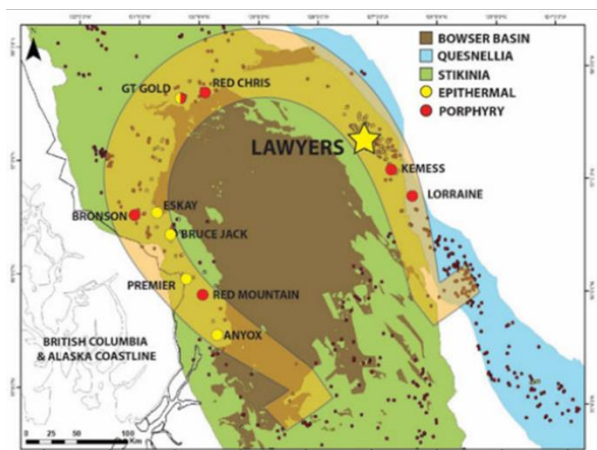 BOWSER BASIN
QUESNELLIA
STIKINIA
EPITHERMAL
PORPHYRY
GT GOLD
RED CHRIS
LAWYERS
KEMESS
LORRAINE
ESKAY
BRONSON
BRUCE JACK
PREMIER
RED MOUNTAIN
ANYOX
BRITISH COLUMBIA
& ALASKA COASTLINE
0 25 50 100